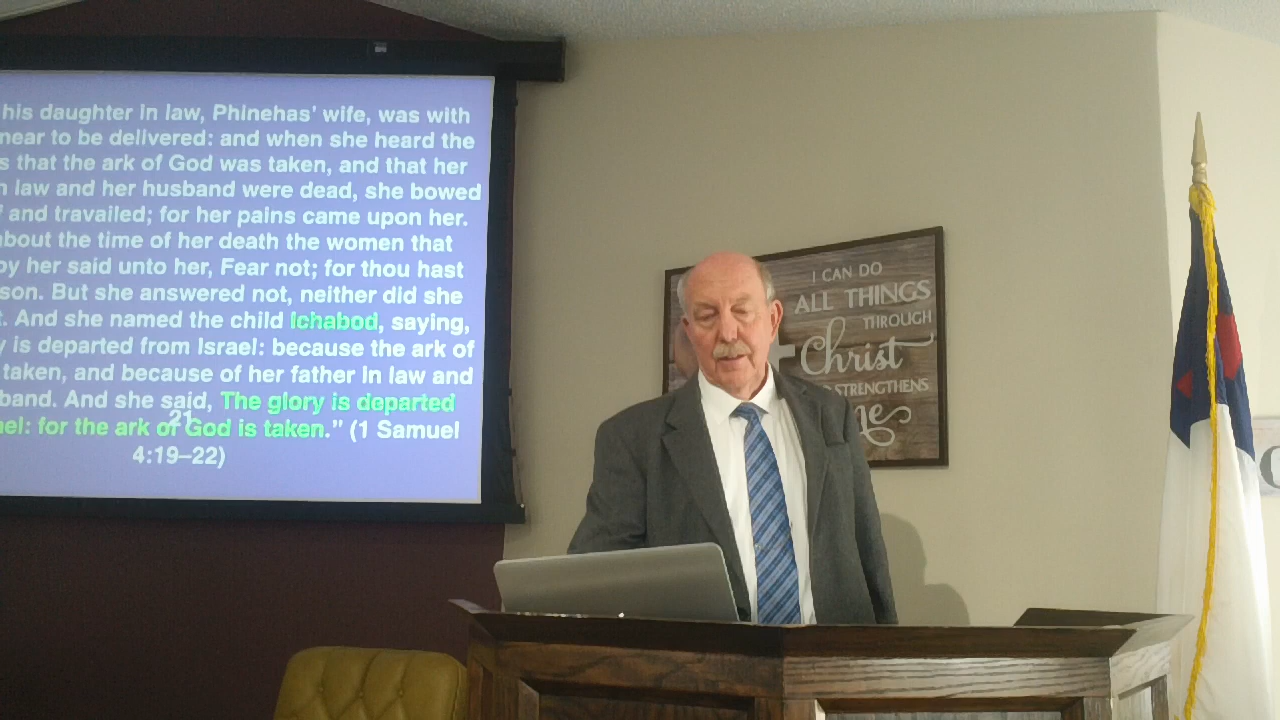 his daughter in law, Phinehas' wife, was with
near to be delivered: and when she heard the
that the ark of God was taken, and that her
law and her husband were dead, she bowed
and travailed; for her pains came upon her.
about the time of her death the women that
by her said unto her, Fear not; for thou hast
son. But she answered not, neither did she
And she named the child Ichabod, saying,
is departed from Israel: because the ark of
taken, and because of her father in law and
And she said, The glory is departed
21
for the ark of God is taken.” (1 Samuel
4:19–22)
I CAN DO
ALL THINGS
THROUGH
Christ
STRENGTHENS
me